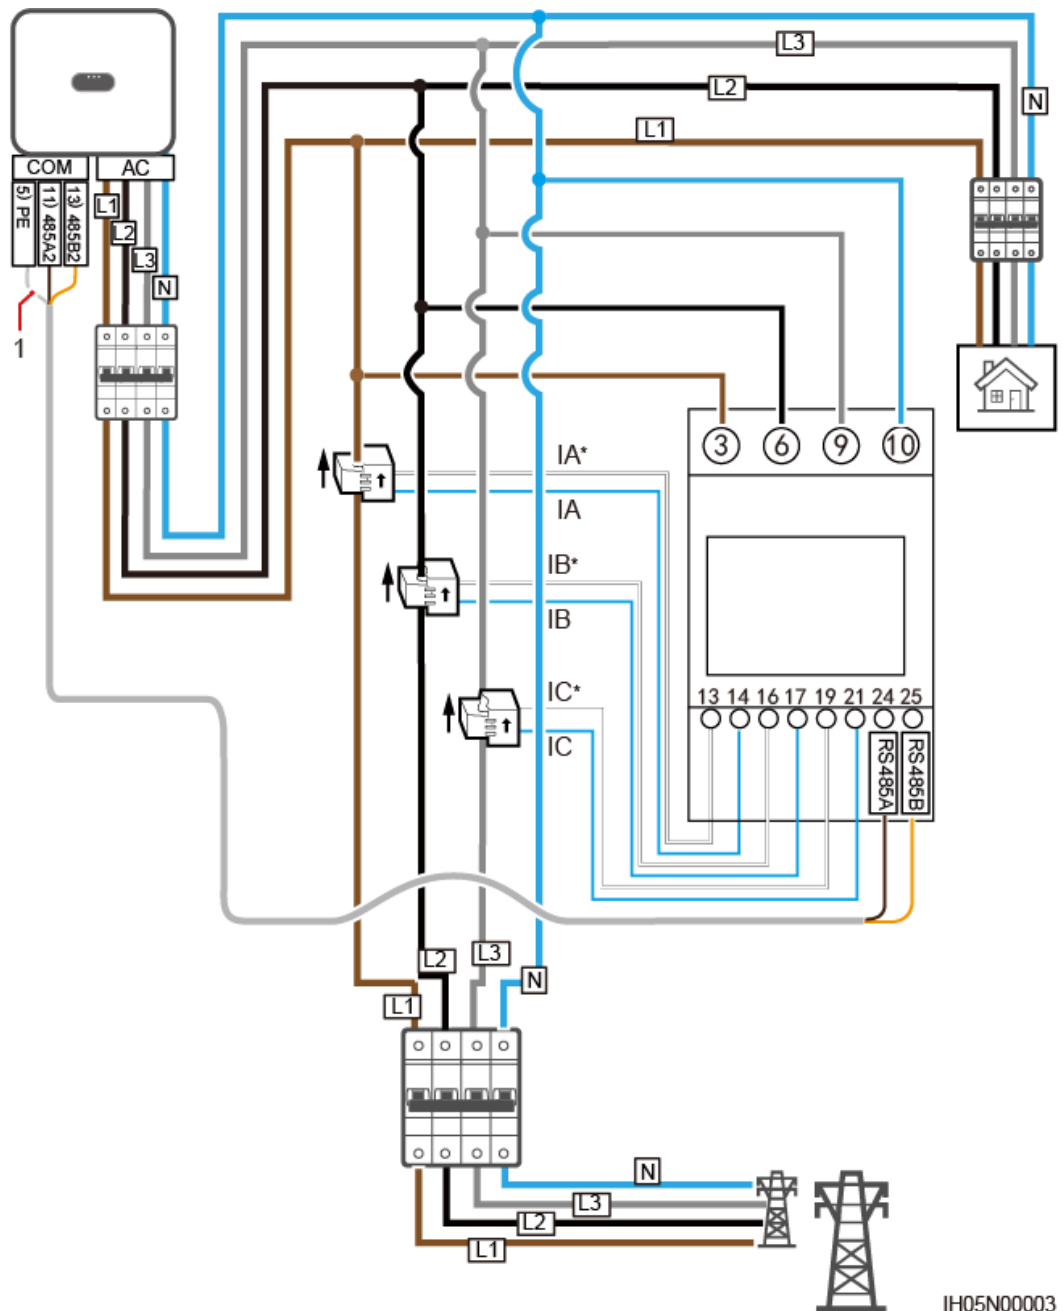 L3
L2
N
L1
COM
AC
5) PE
11) 485A2
13) 485B2
L1
L2
L3
N
1
3
6
9
10
IA*
IA
IB*
IB
IC*
IC
13 14 16 17 19 21 24 25
RS485A
RS485B
L2
L3
N
L1
N
L3
L2
L1
IH05N00003